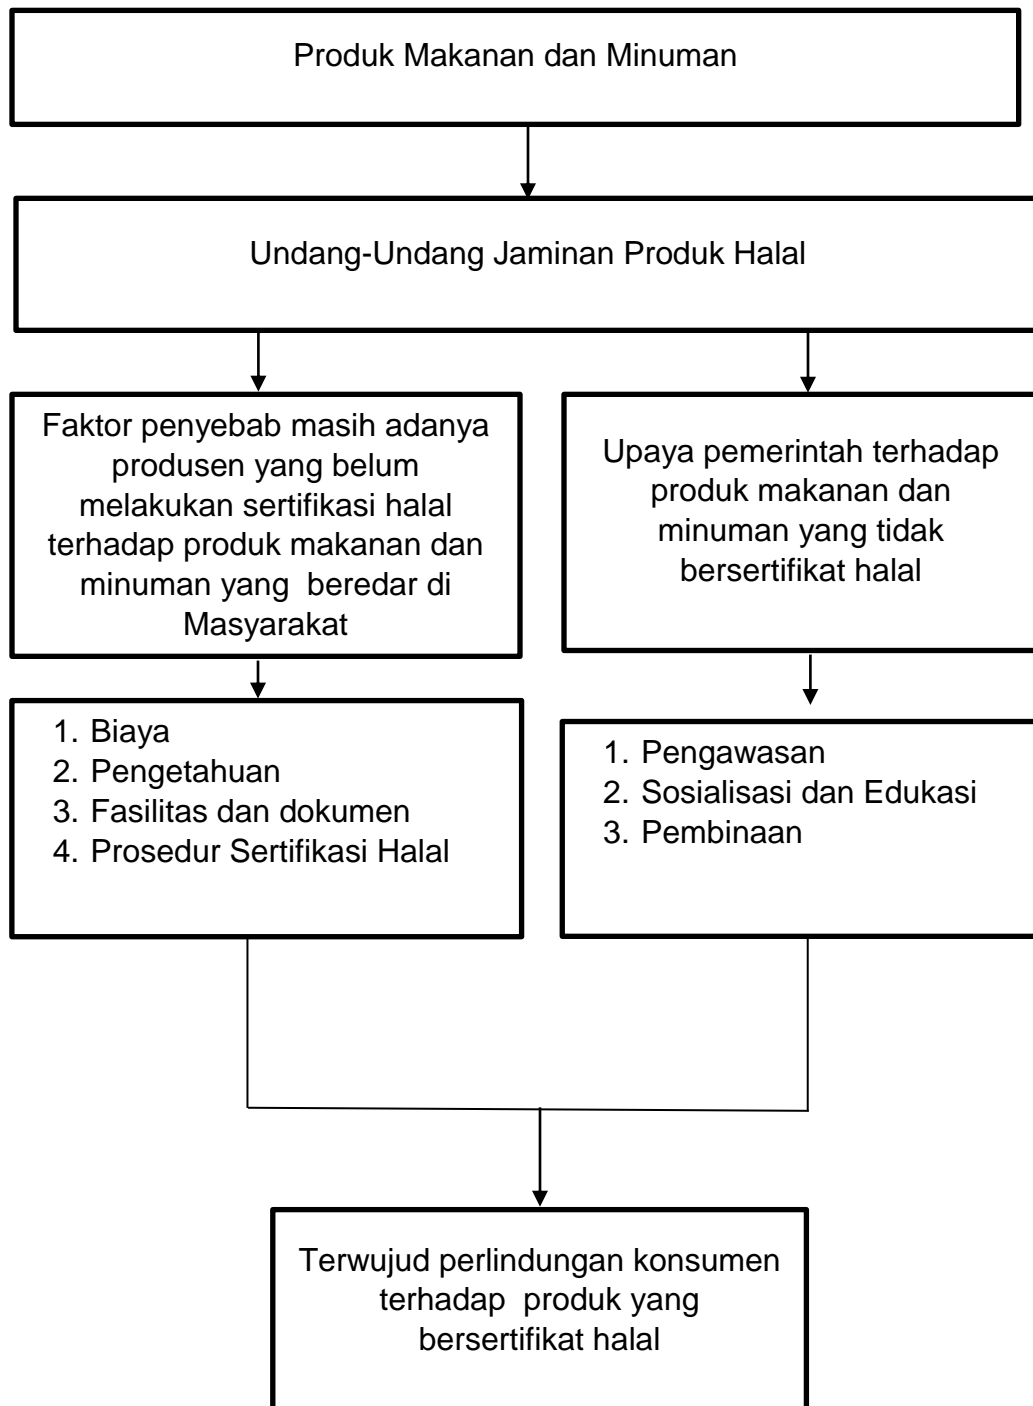 Produk Makanan dan Minuman
Undang-Undang Jaminan Produk Halal
Faktor penyebab masih adanya
produsen yang belum
melakukan sertifikasi halal
terhadap produk makanan dan
minuman yang  beredar di
Masyarakat
Upaya pemerintah terhadap
produk makanan dan
minuman yang tidak
bersertifikat halal
1. Biaya
2. Pengetahuan
3. Fasilitas dan dokumen
4. Prosedur Sertifikasi Halal
1. Pengawasan
2. Sosialisasi dan Edukasi
3. Pembinaan
Terwujud perlindungan konsumen
terhadap  produk yang
bersertifikat halal